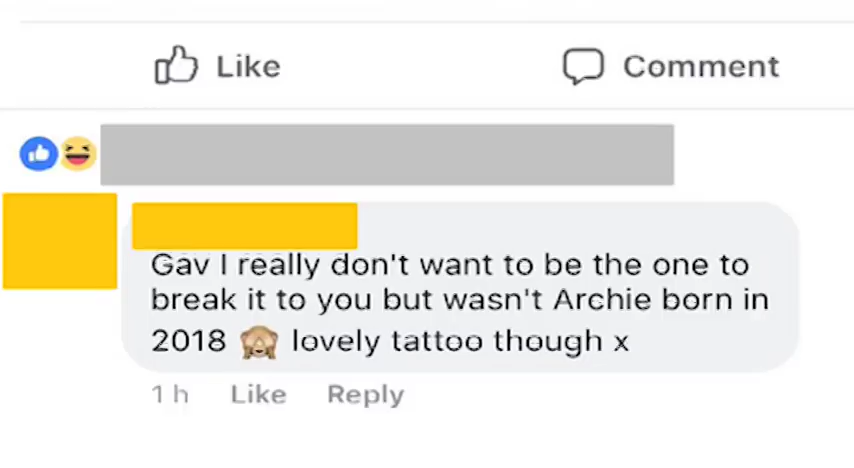 Like Comment
Gav I really don't want to be the one to
break it to you but wasn't Archie born in
2018 🙈 lovely tattoo though x
1 h Like Reply